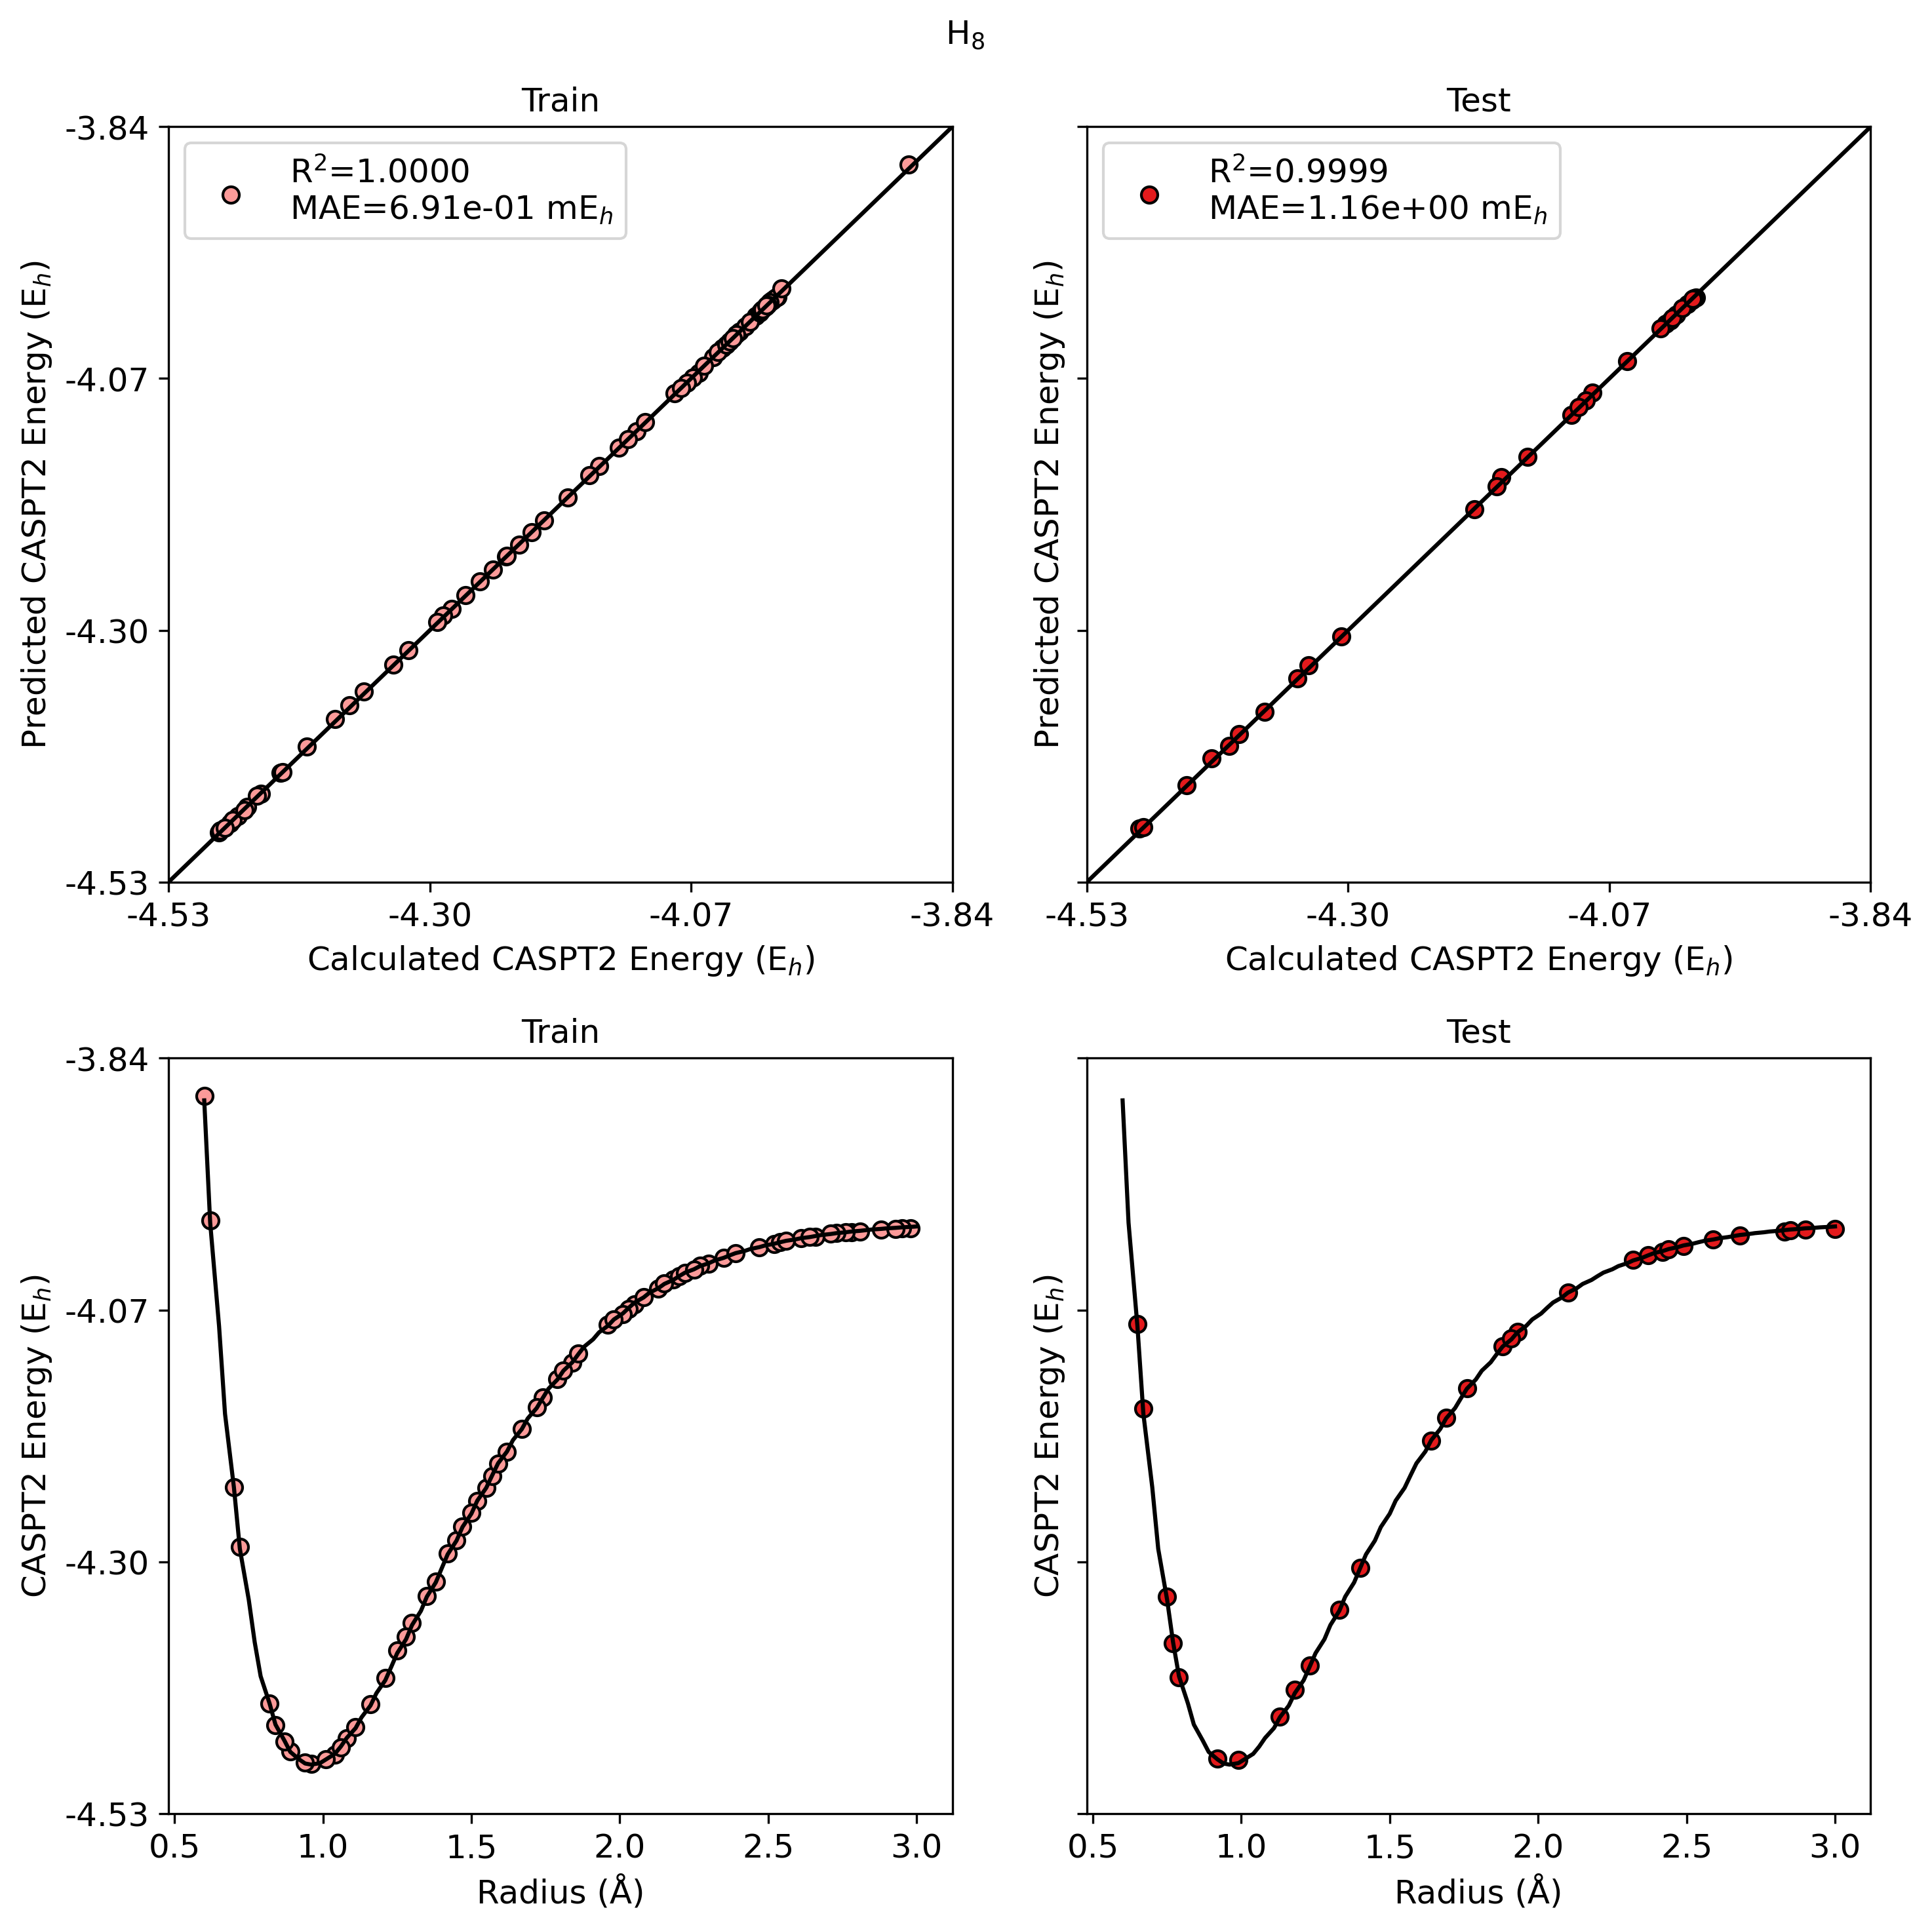 H₈
Train
Test
R²=1.0000
MAE=6.91e-01 mEₕ
R²=0.9999
MAE=1.16e+00 mEₕ
Predicted CASPT2 Energy (Eₕ)
-3.84
-4.07
-4.30
-4.53
Predicted CASPT2 Energy (Eₕ)
-4.53 -4.30 -4.07 -3.84
-4.53 -4.30 -4.07 -3.84
Calculated CASPT2 Energy (Eₕ)
Calculated CASPT2 Energy (Eₕ)
Train
Test
CASPT2 Energy (Eₕ)
-3.84
-4.07
-4.30
-4.53
CASPT2 Energy (Eₕ)
0.5 1.0 1.5 2.0 2.5 3.0
0.5 1.0 1.5 2.0 2.5 3.0
Radius (Å)
Radius (Å)